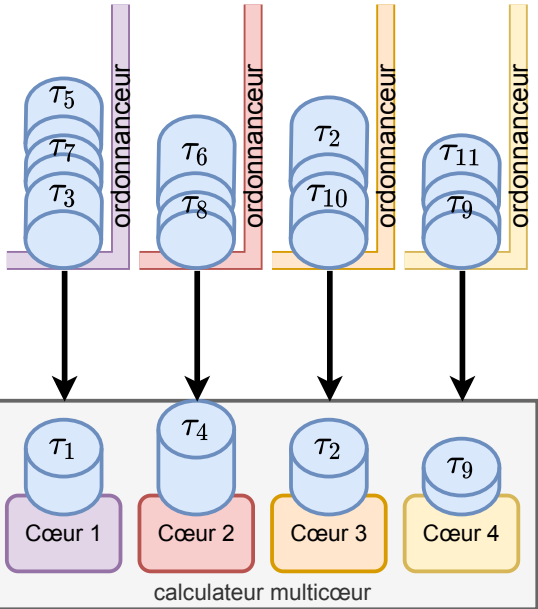 τ5
τ7
τ3
ordonnanceur
τ6
τ8
ordonnanceur
τ2
τ10
ordonnanceur
τ11
τ9
ordonnanceur
τ1
τ4
τ2
τ9
Cœur 1
Cœur 2
Cœur 3
Cœur 4
calculateur multicœur